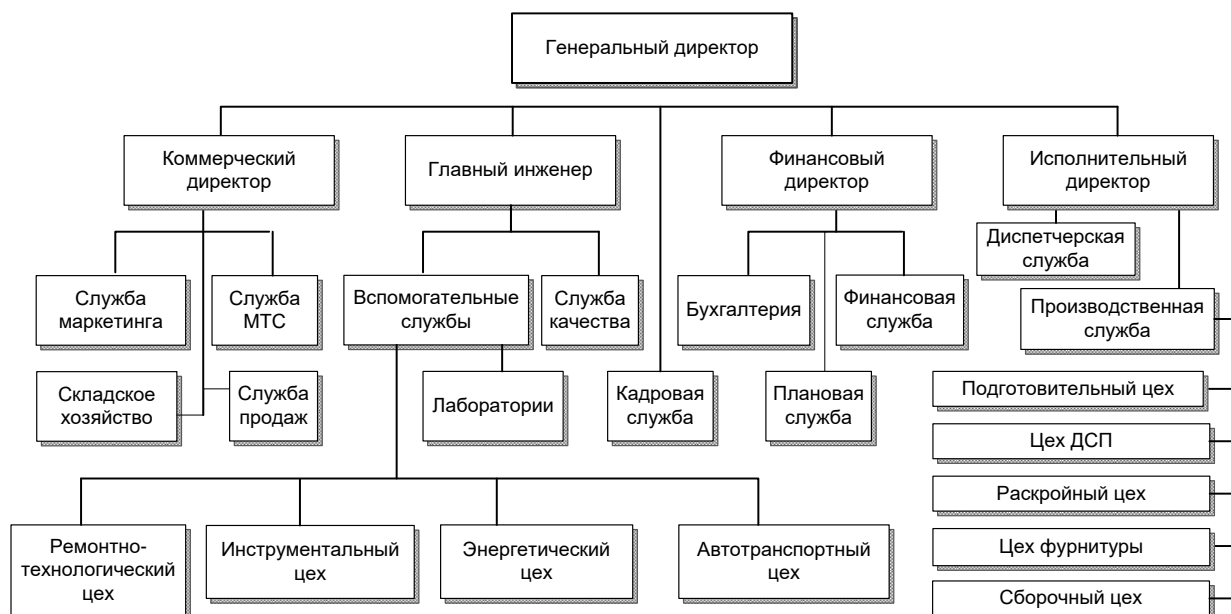 Генеральный директор
Коммерческий
директор
Главный инженер
Финансовый
директор
Исполнительный
директор
Диспетчерская
служба
Служба
маркетинга
Служба
МТС
Вспомогательные
службы
Служба
качества
Бухгалтерия
Финансовая
служба
Производственная
служба
Складское
хозяйство
Служба
продаж
Лаборатории
Кадровая
служба
Плановая
служба
Подготовительный цех
Цех ДСП
Раскройный цех
Цех фурнитуры
Сборочный цех
Ремонтно-
технологический
цех
Инструментальный
цех
Энергетический
цех
Автотранспортный
цех